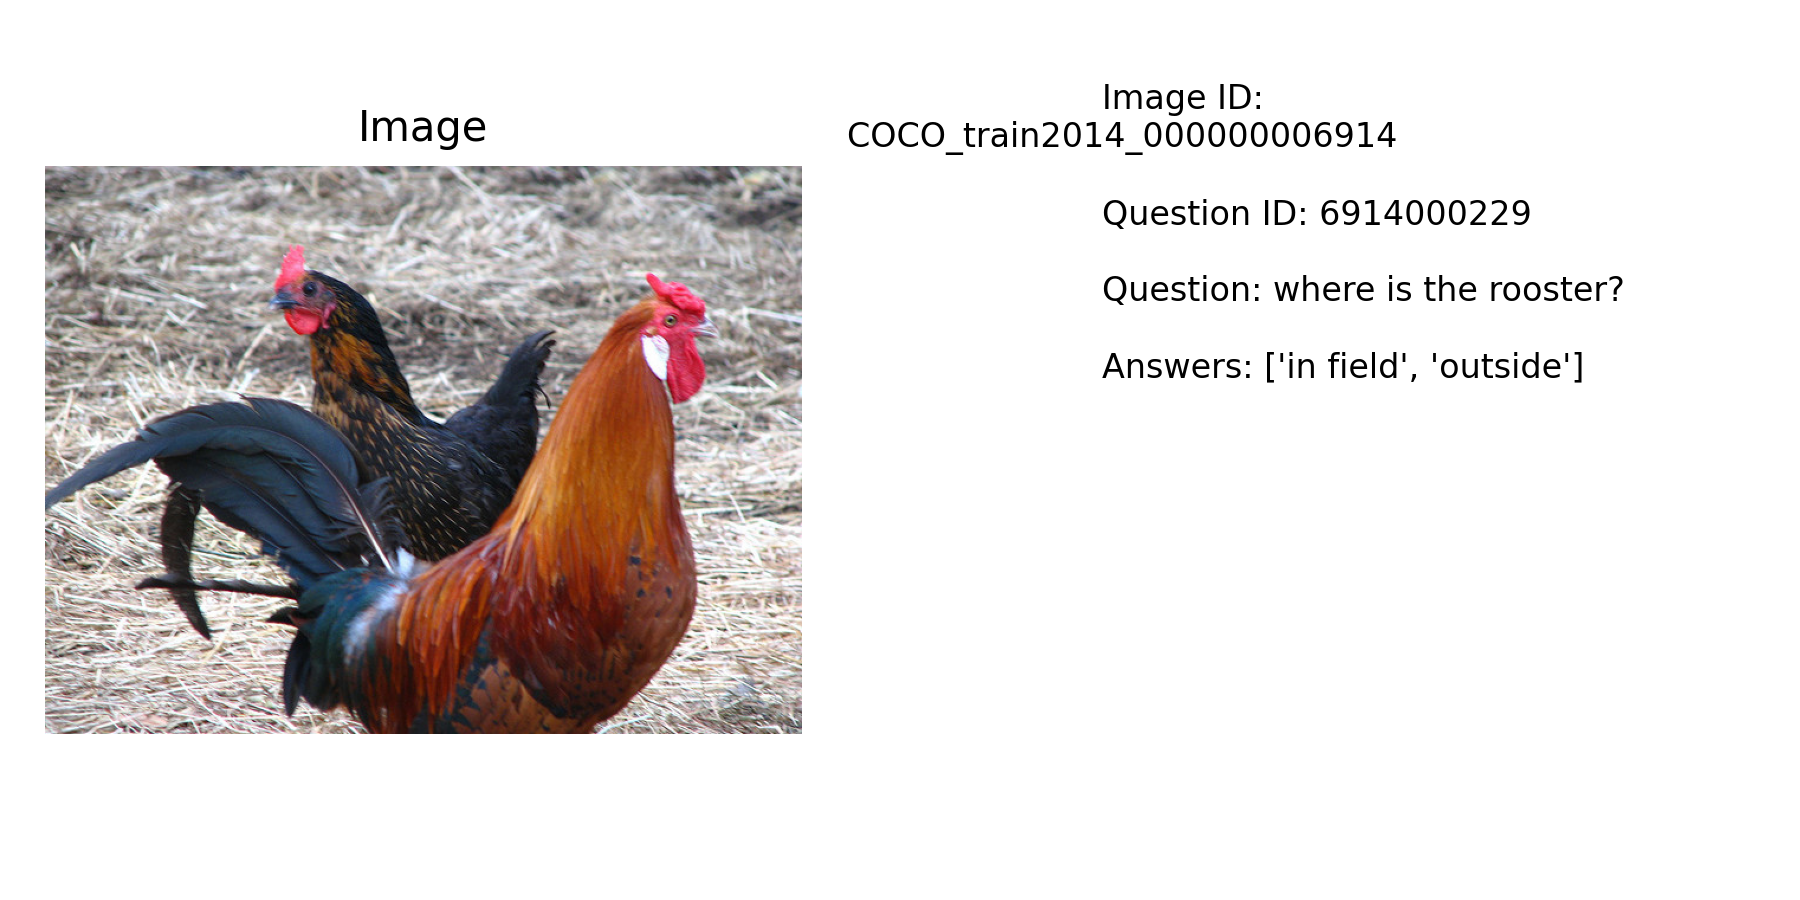 Image
Image ID:
COCO_train2014_000000006914
Question ID: 6914000229
Question: where is the rooster?
Answers: ['in field', 'outside']